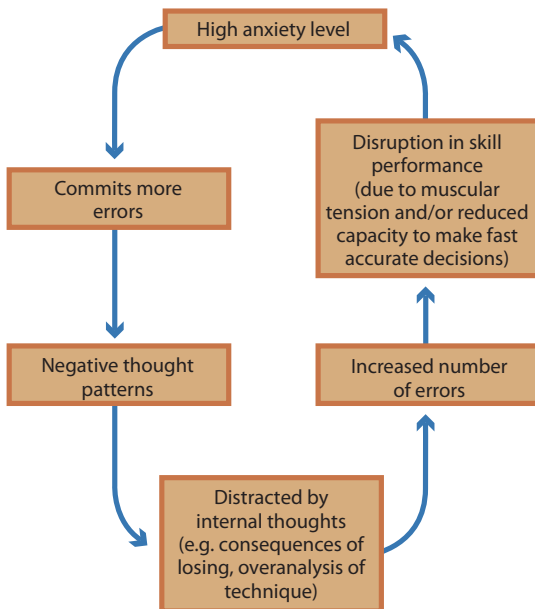 High anxiety level
Commits more
errors
Negative thought
patterns
Distracted by
internal thoughts
(e.g. consequences of
losing, overanalysis of
technique)
Increased number
of errors
Disruption in skill
performance
(due to muscular
tension and/or reduced
capacity to make fast
accurate decisions)